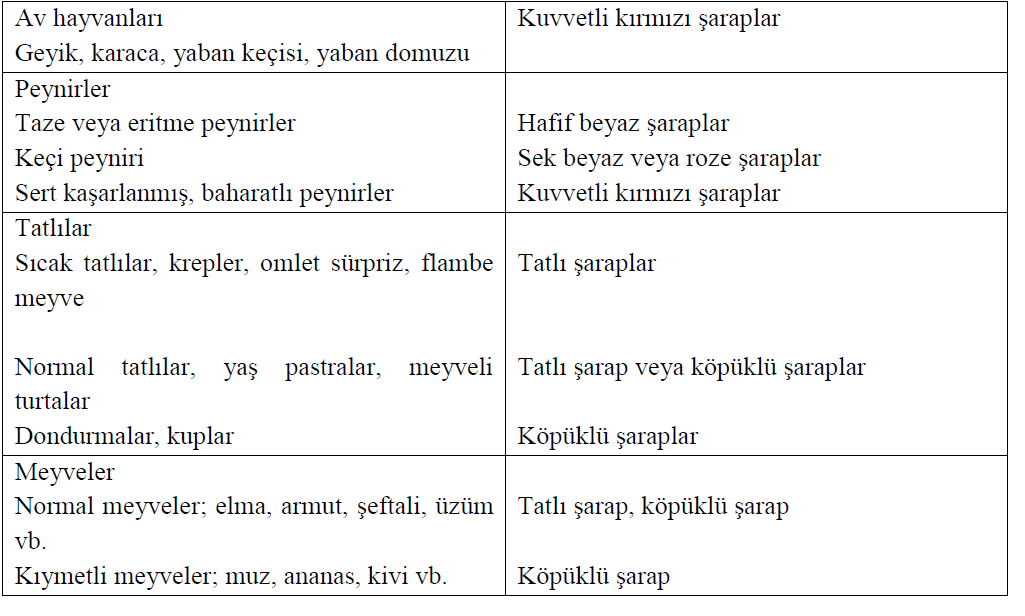 Av hayvanları
Geyik, karaca, yaban keçisi, yaban domuzu
Kuvvetli kırmızı şaraplar
Peynirler
Taze veya eritme peynirler
Hafif beyaz şaraplar
Keçi peyniri
Sek beyaz veya roze şaraplar
Sert kaşarlanmış, baharatlı peynirler
Kuvvetli kırmızı şaraplar
Tatlılar
Sıcak tatlılar, krepler, omlet sürpriz, flambe
meyve
Tatlı şaraplar
Normal tatlılar, yaş pastralar, meyveli
turtalar
Tatlı şarap veya köpüklü şaraplar
Dondurmalar, kuplar
Köpüklü şaraplar
Meyveler
Normal meyveler; elma, armut, şeftali, üzüm
vb.
Tatlı şarap, köpüklü şarap
Kıymetli meyveler; muz, ananas, kivi vb.
Köpüklü şarap